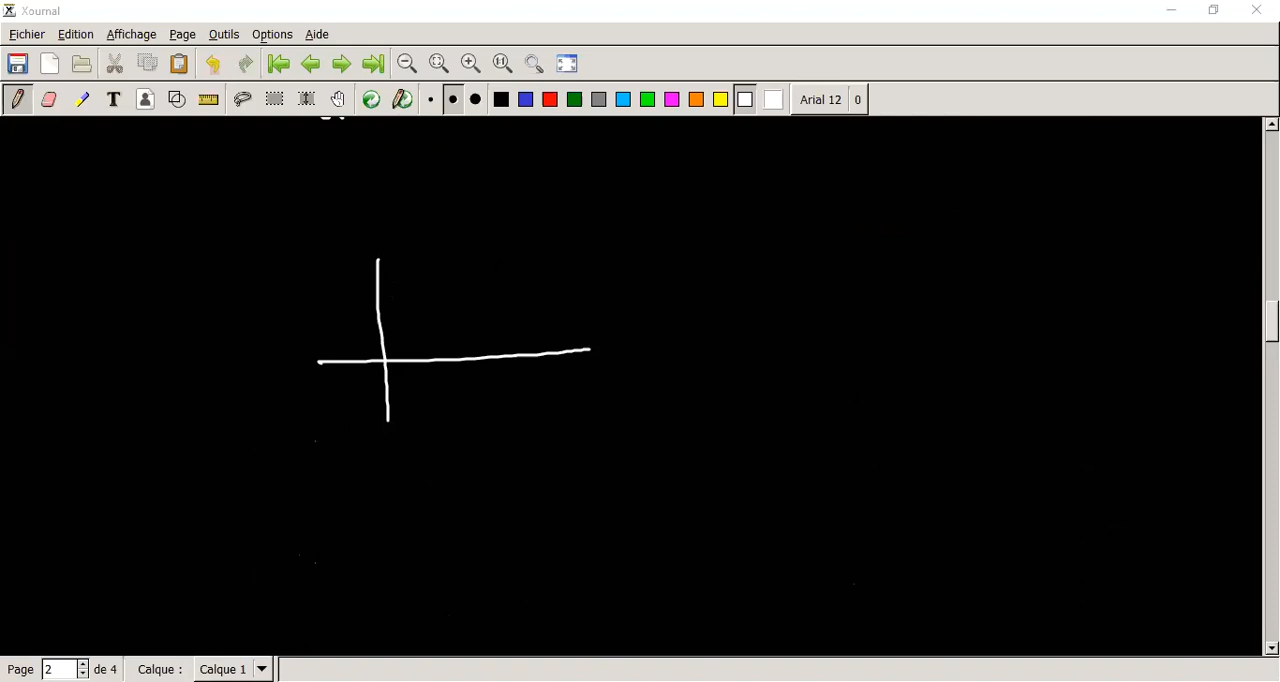 Xournal
Fichier Edition Affichage Page Outils Options Aide
Arial 12 0
Page 2 de 4 Calque : Calque 1